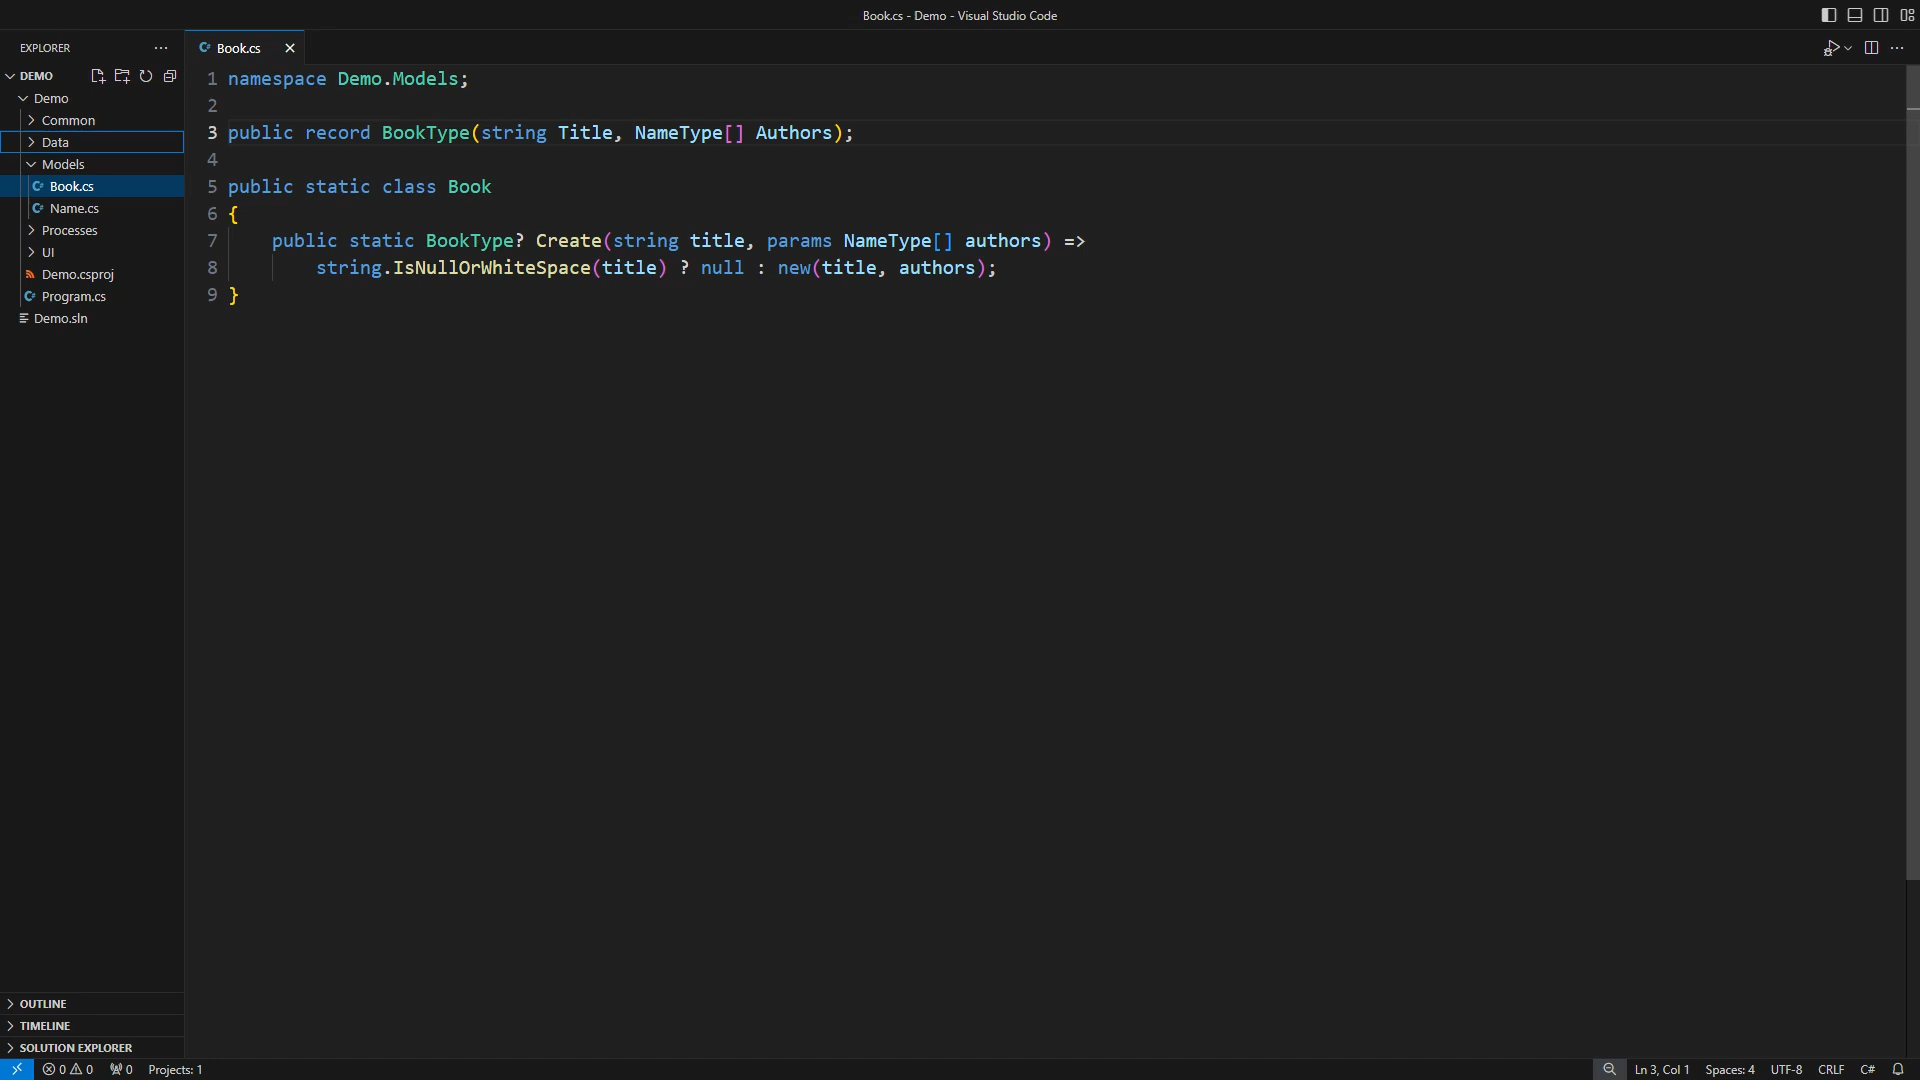 Book.cs - Demo - Visual Studio Code
EXPLORER
DEMO
Demo
Common
Data
Models
Book.cs
Name.cs
Processes
UI
Demo.csproj
Program.cs
Demo.sln
OUTLINE
TIMELINE
SOLUTION EXPLORER
Book.cs
1 namespace Demo.Models;
2
3 public record BookType(string Title, NameType[] Authors);
4
5 public static class Book
6 {
7     public static BookType? Create(string title, params NameType[] authors) =>
8         string.IsNullOrWhiteSpace(title) ? null : new(title, authors);
9 }
0 0 0 Projects: 1 Ln 3, Col 1 Spaces: 4 UTF-8 CRLF C#